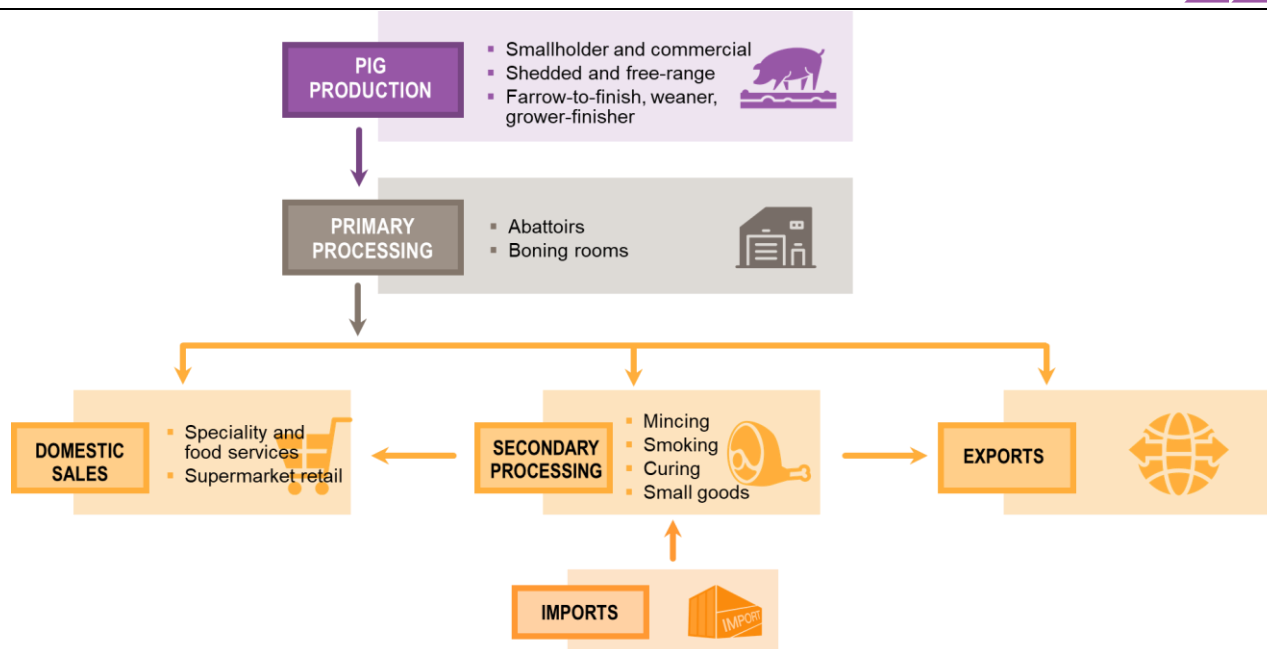 PIG
PRODUCTION
▪ Smallholder and commercial
▪ Shedded and free-range
▪ Farrow-to-finish, weaner,
grower-finisher
PRIMARY
PROCESSING
▪ Abattoirs
▪ Boning rooms
DOMESTIC
SALES
▪ Speciality and
food services
▪ Supermarket retail
SECONDARY
PROCESSING
▪ Mincing
▪ Smoking
▪ Curing
▪ Small goods
EXPORTS
IMPORTS
IMPORT